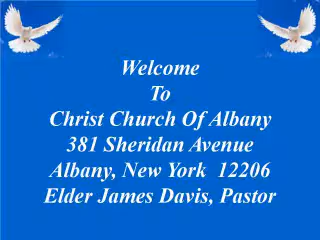 Welcome
To
Christ Church Of Albany
381 Sheridan Avenue
Albany, New York  12206
Elder James Davis, Pastor